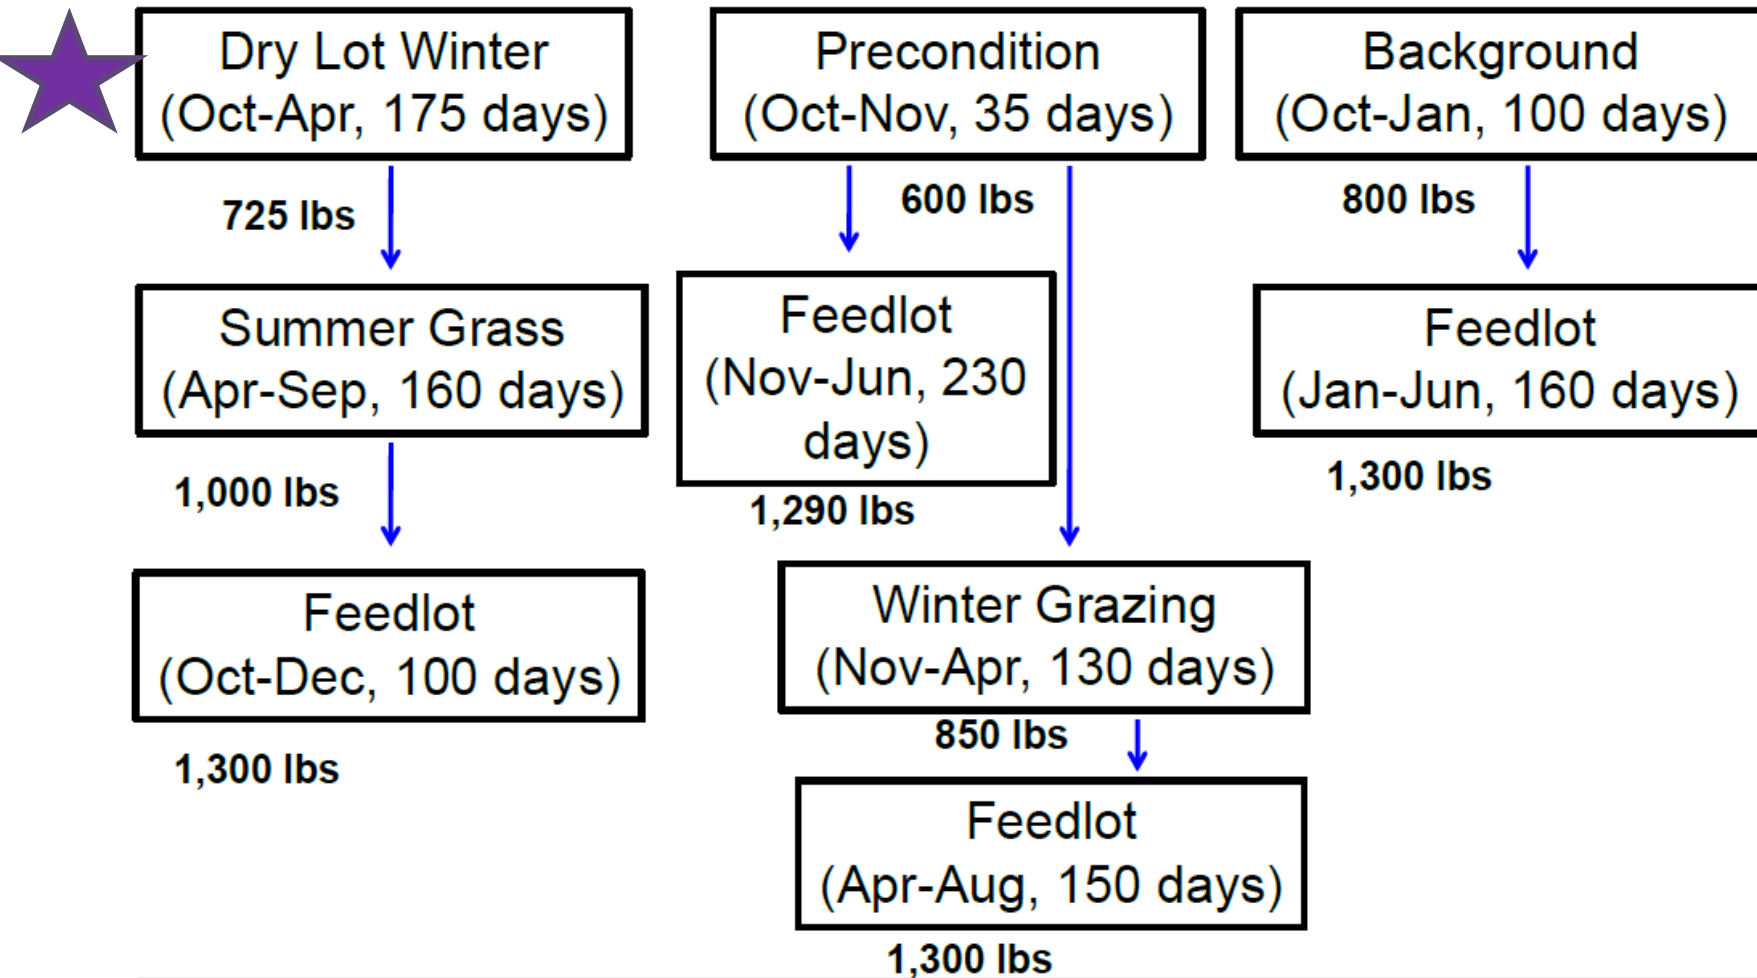 Dry Lot Winter
(Oct-Apr, 175 days)
725 lbs
Summer Grass
(Apr-Sep, 160 days)
1,000 lbs
Feedlot
(Oct-Dec, 100 days)
1,300 lbs
Precondition
(Oct-Nov, 35 days)
600 lbs
Feedlot
(Nov-Jun, 230
days)
1,290 lbs
Winter Grazing
(Nov-Apr, 130 days)
850 lbs
Feedlot
(Apr-Aug, 150 days)
1,300 lbs
Background
(Oct-Jan, 100 days)
800 lbs
Feedlot
(Jan-Jun, 160 days)
1,300 lbs